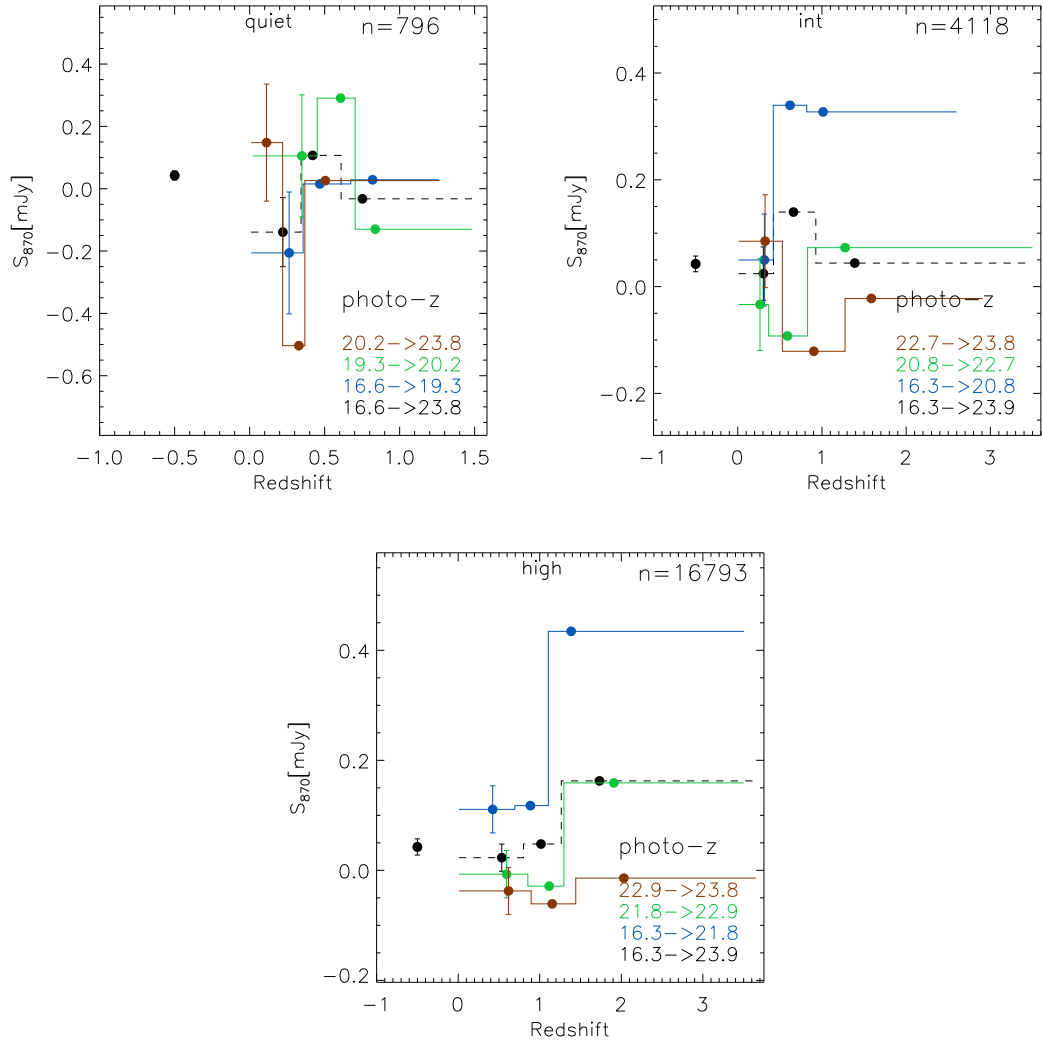 quiet
n=796
0.4
0.2
0.0
−0.2
−0.4
−0.6
S870[mJy]
photo−z
20.2−>23.8
19.3−>20.2
16.6−>19.3
16.6−>23.8
−1.0 −0.5 0.0 0.5 1.0 1.5
Redshift
int
n=4118
0.4
0.2
0.0
−0.2
S870[mJy]
photo−z
22.7−>23.8
20.8−>22.7
16.3−>20.8
16.3−>23.9
−1 0 1 2 3
Redshift
high
n=16793
0.4
0.2
0.0
−0.2
S870[mJy]
photo−z
22.9−>23.8
21.8−>22.9
16.3−>21.8
16.3−>23.9
−1 0 1 2 3
Redshift